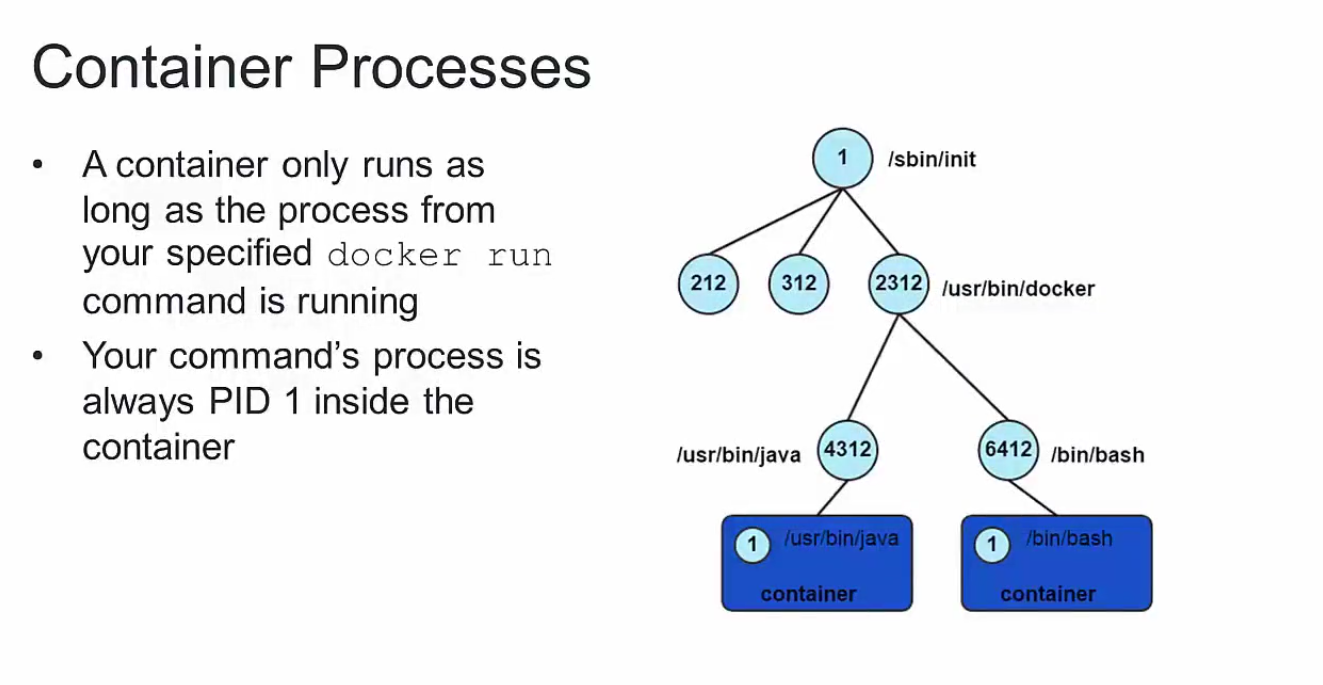 Container Processes
• A container only runs as
long as the process from
your specified docker run
command is running
• Your command’s process is
always PID 1 inside the
container
1 /sbin/init
212 312 2312 /usr/bin/docker
/usr/bin/java 4312 6412 /bin/bash
1 /usr/bin/java 1 /bin/bash
container container